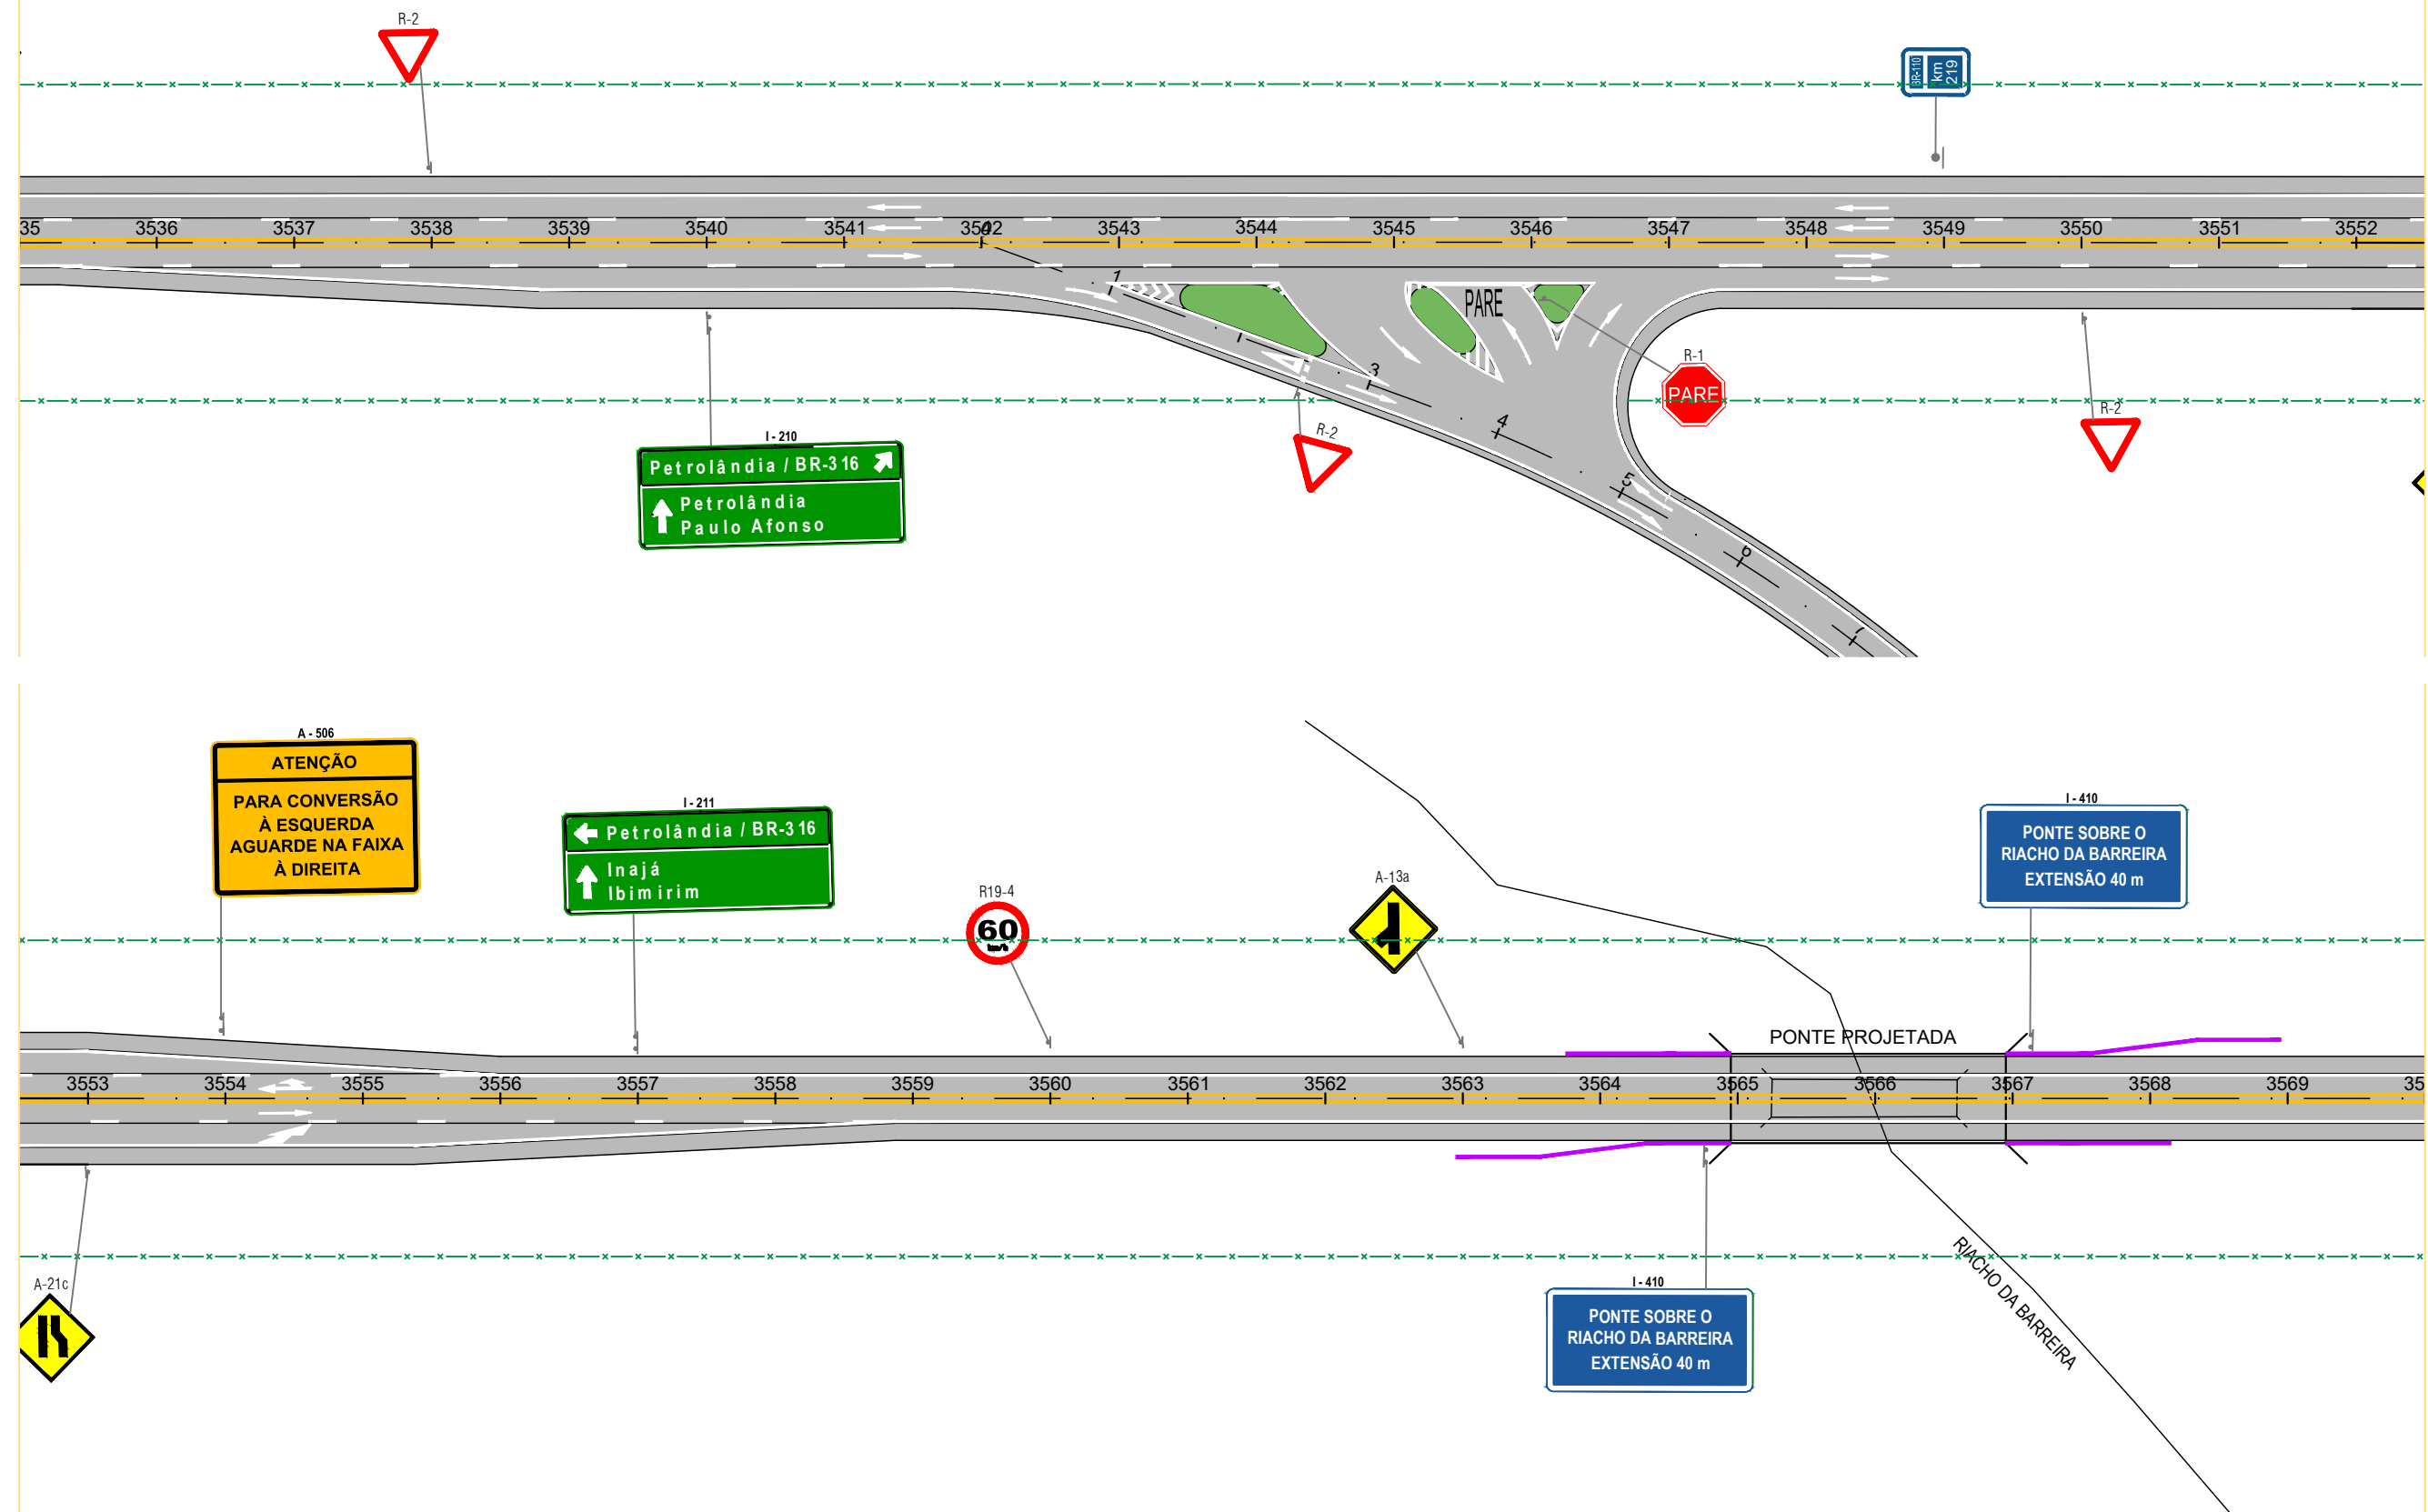 R-2
BR-110
km
219
35 3536 3537 3538 3539 3540 3541 3542 3543 3544 3545 3546 3547 3548 3549 3550 3551 3552
1
PARE
3
4
5
6
7
R-1
PARE
R-2
R-2
I - 210
Petrolândia / BR-316
Petrolândia
Paulo Afonso
A - 506
ATENÇÃO
PARA CONVERSÃO
À ESQUERDA
AGUARDE NA FAIXA
À DIREITA
I - 211
Petrolândia / BR-316
Inajá
Ibimirim
R19-4
60
km/h
A-13a
I - 410
PONTE SOBRE O
RIACHO DA BARREIRA
EXTENSÃO 40 m
PONTE PROJETADA
3553 3554 3555 3556 3557 3558 3559 3560 3561 3562 3563 3564 3565 3566 3567 3568 3569 35
A-21c
RIACHO DA BARREIRA
I - 410
PONTE SOBRE O
RIACHO DA BARREIRA
EXTENSÃO 40 m